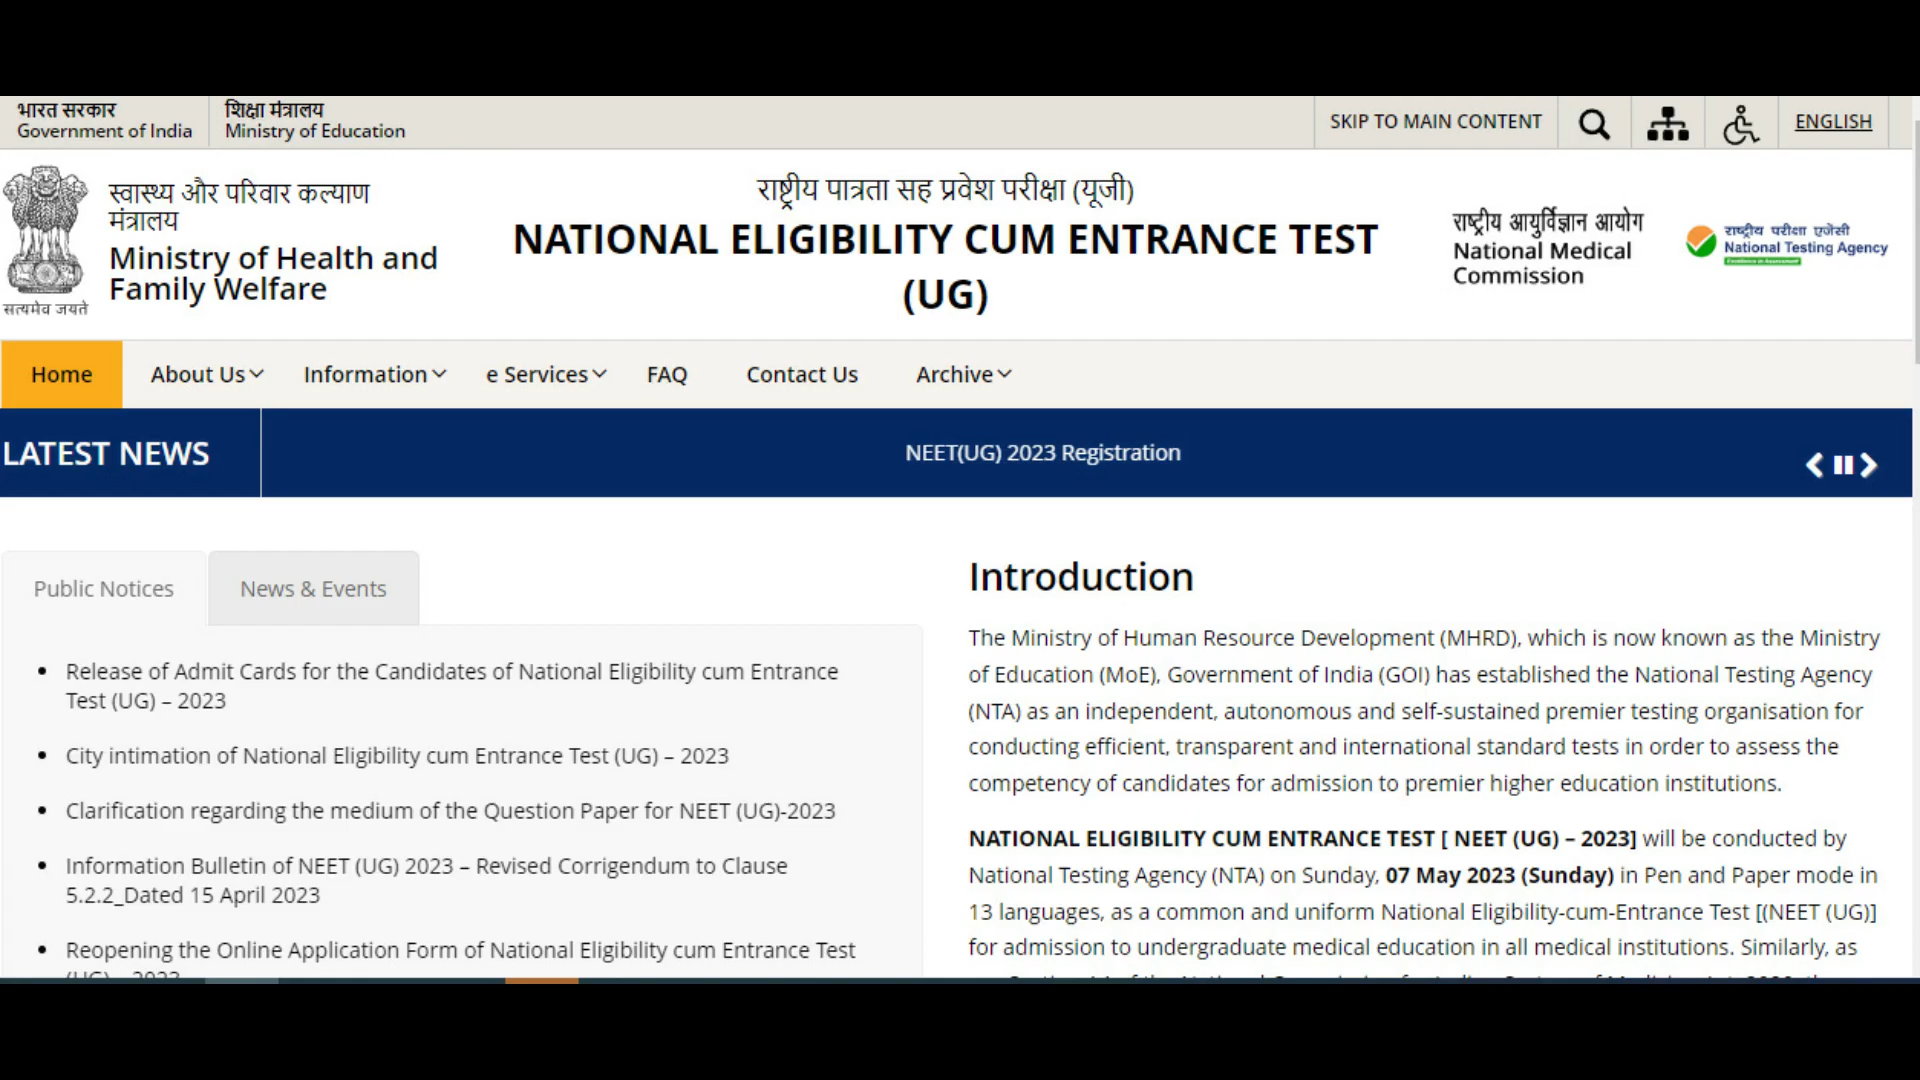 भारत सरकार
Government of India
शिक्षा मंत्रालय
Ministry of Education
SKIP TO MAIN CONTENT
ENGLISH
सत्यमेव जयते
स्वास्थ्य और परिवार कल्याण
मंत्रालय
Ministry of Health and
Family Welfare
राष्ट्रीय पात्रता सह प्रवेश परीक्षा (यूजी)
NATIONAL ELIGIBILITY CUM ENTRANCE TEST
(UG)
राष्ट्रीय आयुर्विज्ञान आयोग
National Medical
Commission
राष्ट्रीय परीक्षा एजेंसी
National Testing Agency
Excellence in Assessment
Home
About Us
Information
e Services
FAQ
Contact Us
Archive
LATEST NEWS
NEET(UG) 2023 Registration
Public Notices
News & Events
Release of Admit Cards for the Candidates of National Eligibility cum Entrance
Test (UG) – 2023
City intimation of National Eligibility cum Entrance Test (UG) – 2023
Clarification regarding the medium of the Question Paper for NEET (UG)-2023
Information Bulletin of NEET (UG) 2023 – Revised Corrigendum to Clause
5.2.2_Dated 15 April 2023
Reopening the Online Application Form of National Eligibility cum Entrance Test
(UG) – 2023
Introduction
The Ministry of Human Resource Development (MHRD), which is now known as the Ministry
of Education (MoE), Government of India (GOI) has established the National Testing Agency
(NTA) as an independent, autonomous and self-sustained premier testing organisation for
conducting efficient, transparent and international standard tests in order to assess the
competency of candidates for admission to premier higher education institutions.
NATIONAL ELIGIBILITY CUM ENTRANCE TEST [ NEET (UG) – 2023] will be conducted by
National Testing Agency (NTA) on Sunday, 07 May 2023 (Sunday) in Pen and Paper mode in
13 languages, as a common and uniform National Eligibility-cum-Entrance Test [(NEET (UG)]
for admission to undergraduate medical education in all medical institutions. Similarly, as